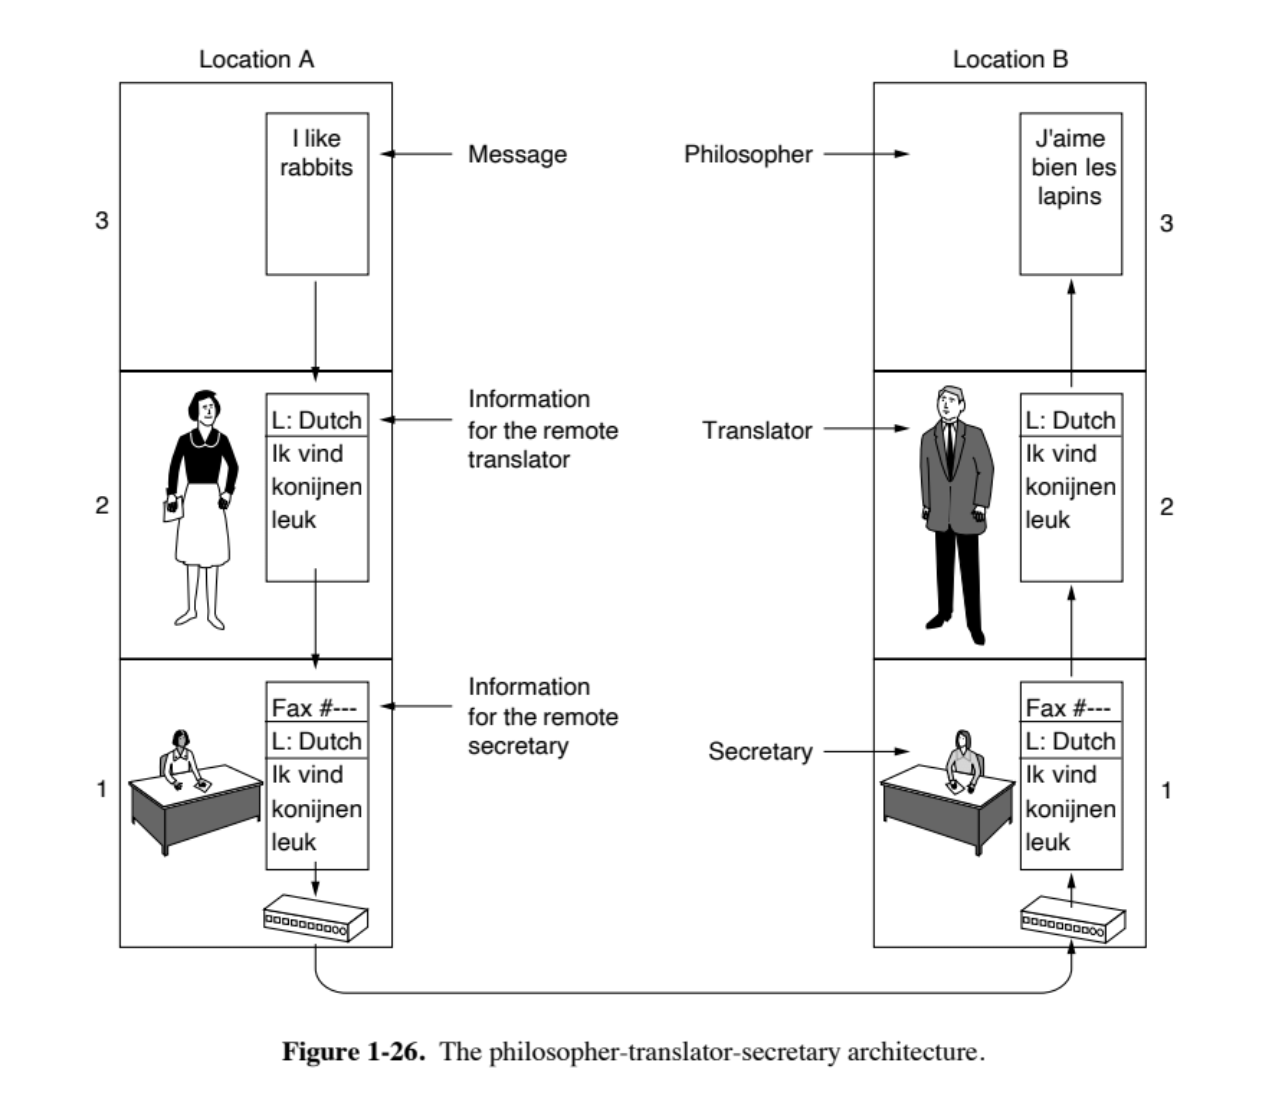 Location A
Location B
I like
rabbits
Message
Philosopher
J'aime
bien les
lapins
3
3
L: Dutch
Ik vind
konijnen
leuk
Information
for the remote
translator
Translator
L: Dutch
Ik vind
konijnen
leuk
2
2
Fax #---
L: Dutch
Ik vind
konijnen
leuk
Information
for the remote
secretary
Secretary
Fax #---
L: Dutch
Ik vind
konijnen
leuk
1
1
Figure 1-26. The philosopher-translator-secretary architecture.